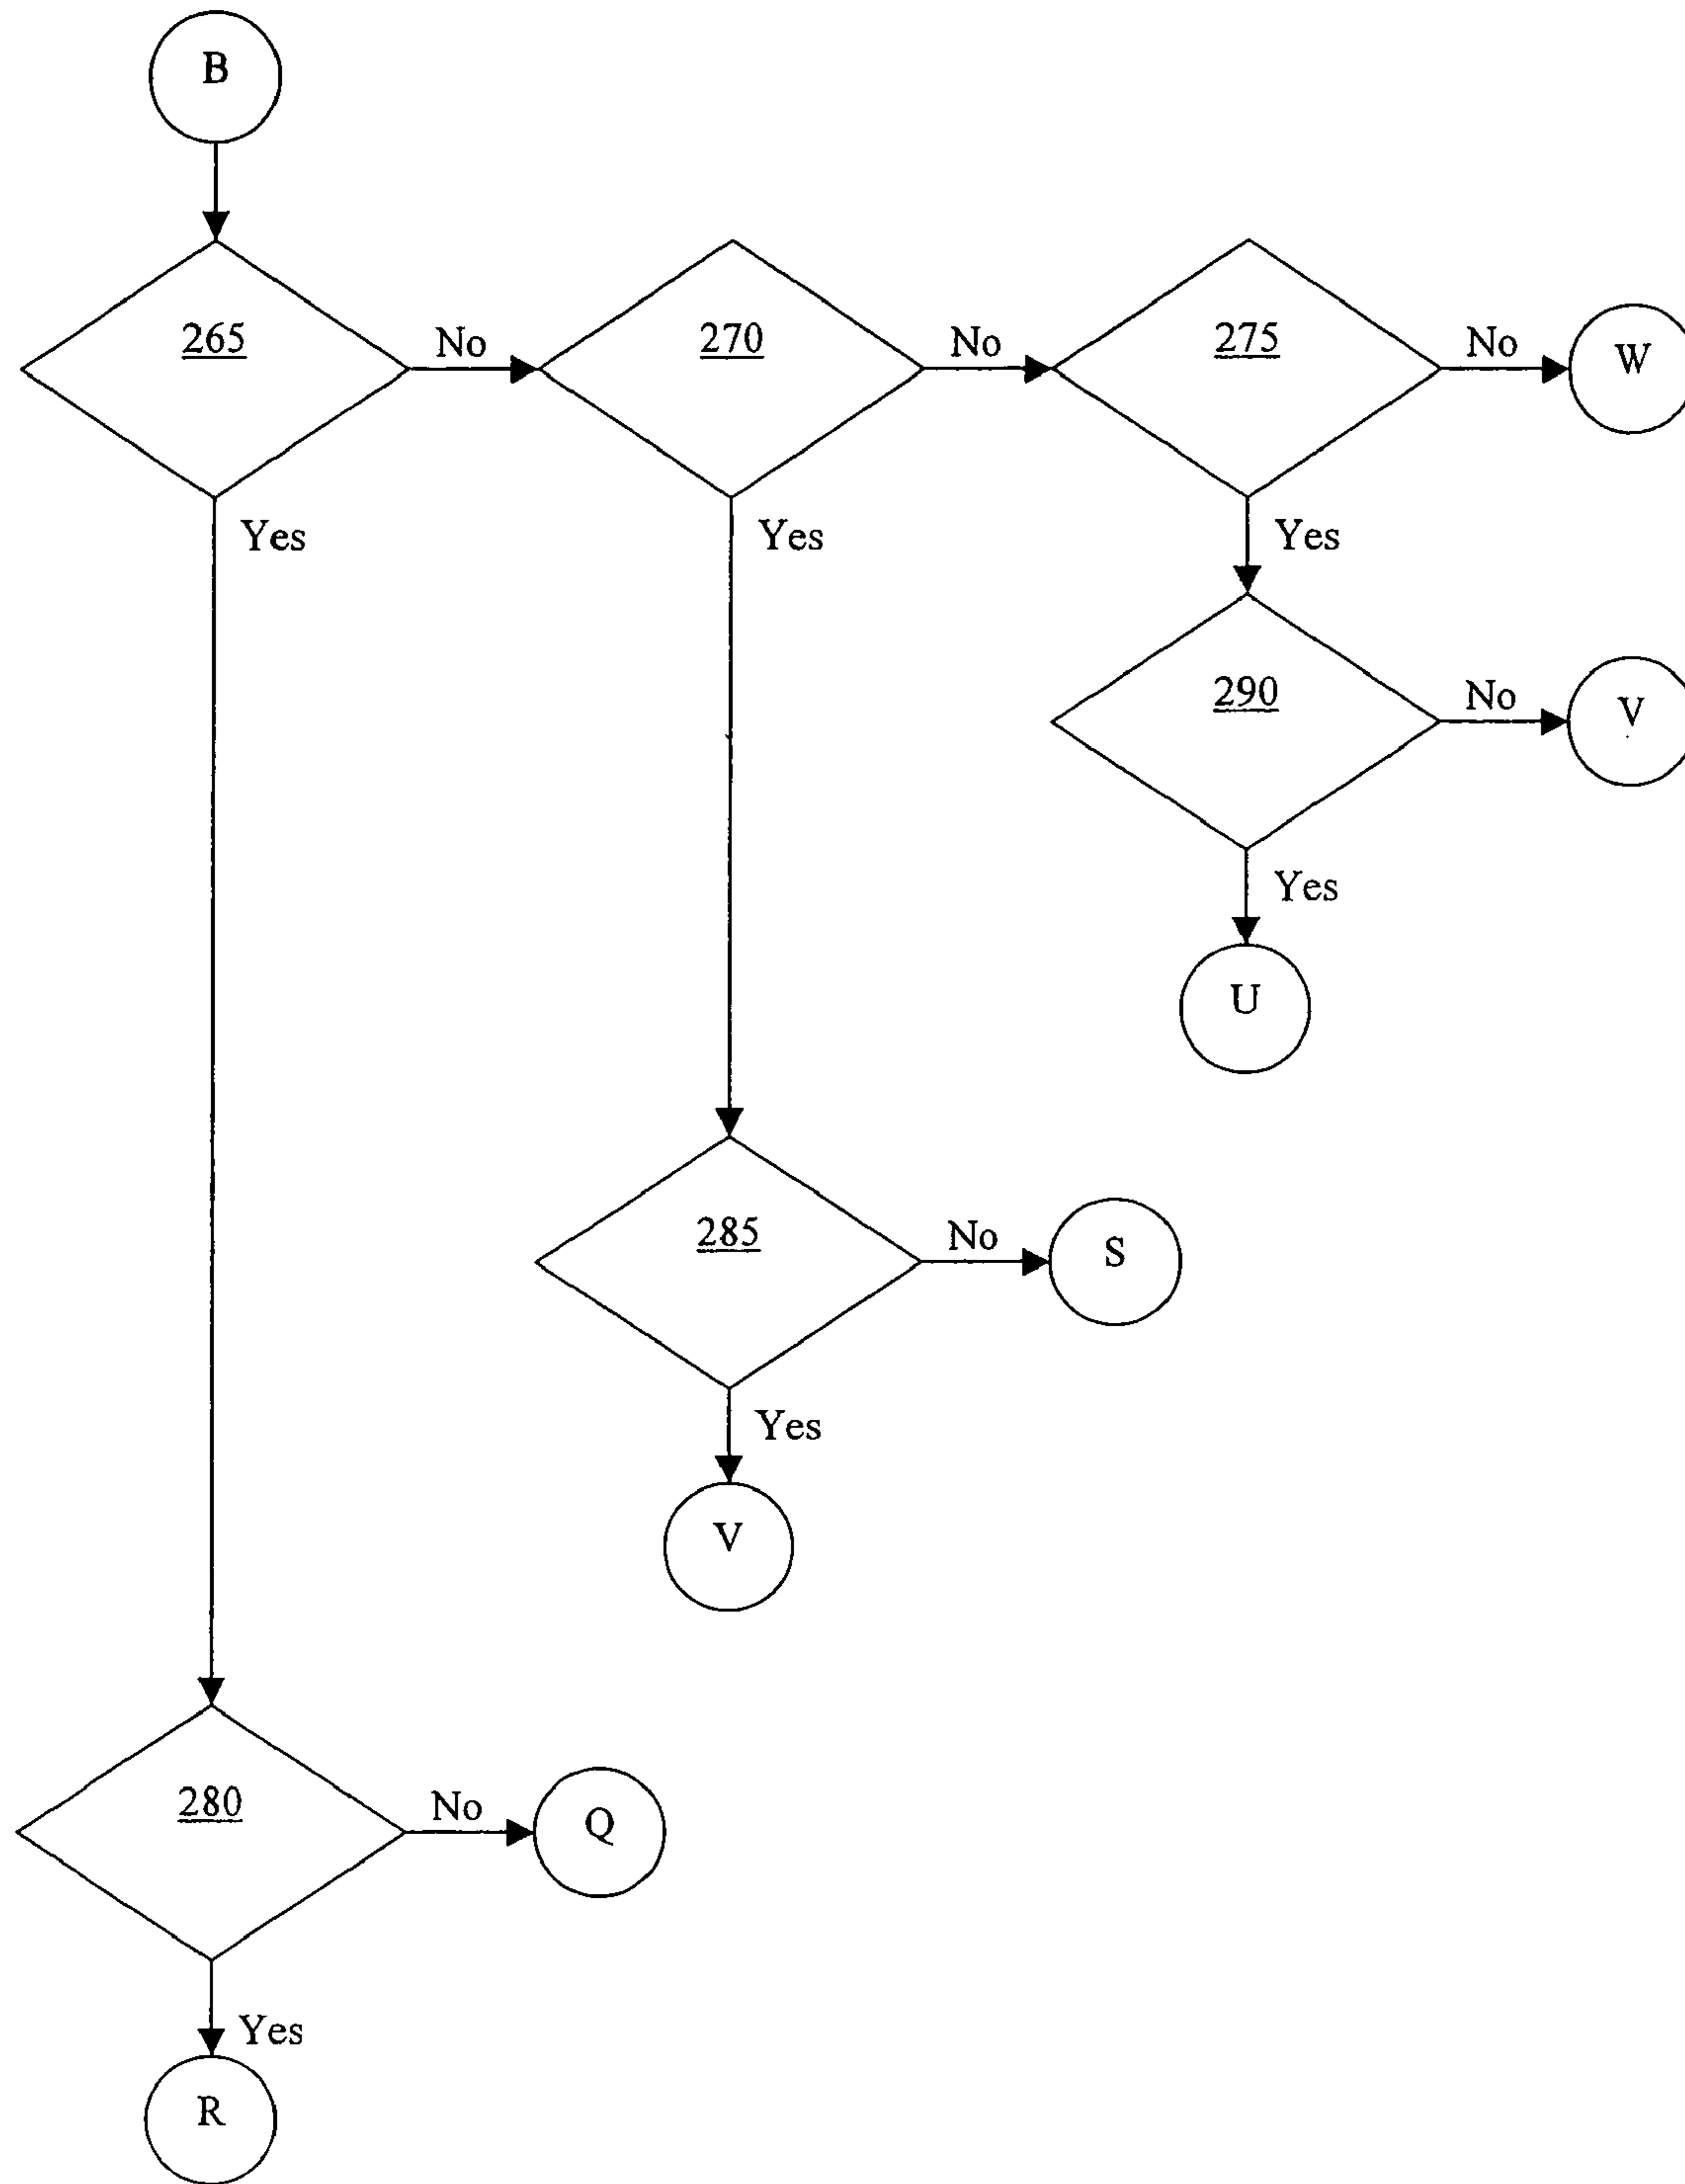 B
265
No
270
No
275
No
W
Yes
Yes
Yes
290
No
V
Yes
U
285
No
S
Yes
V
280
No
Q
Yes
R